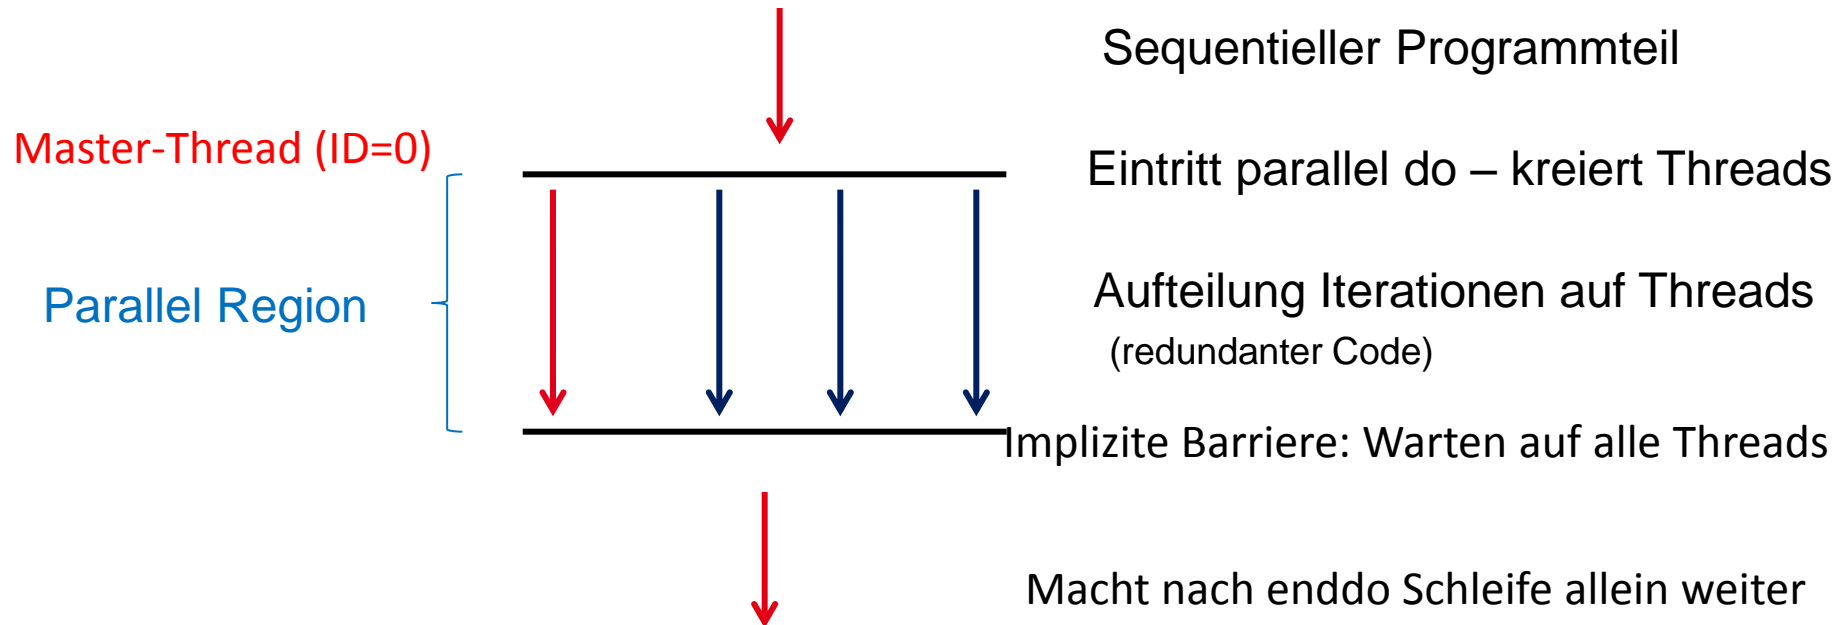 Sequentieller Programmteil
Master-Thread (ID=0)
Eintritt parallel do – kreiert Threads
Parallel Region
Aufteilung Iterationen auf Threads
(redundanter Code)
Implizite Barriere: Warten auf alle Threads
Macht nach enddo Schleife allein weiter